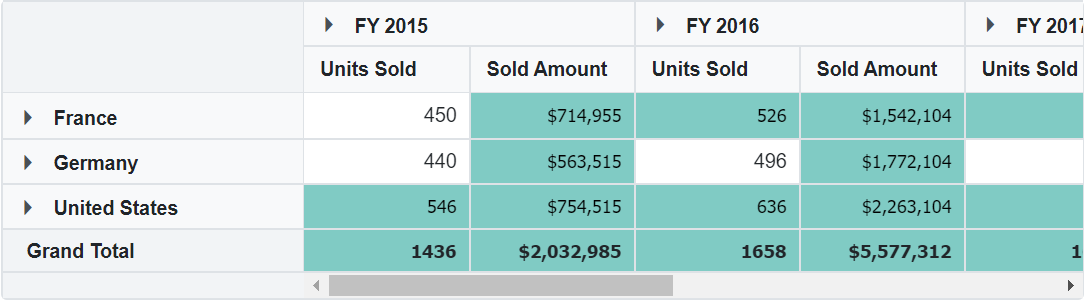 FY 2015 FY 2016 FY 2017
Units Sold Sold Amount Units Sold Sold Amount Units Sold
France 450 $714,955 526 $1,542,104
Germany 440 $563,515 496 $1,772,104
United States 546 $754,515 636 $2,263,104
Grand Total 1436 $2,032,985 1658 $5,577,312 1